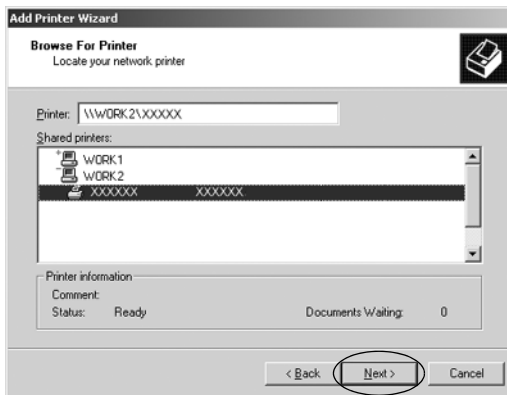 Add Printer Wizard
Browse For Printer
Locate your network printer
Printer: \\WORK2\XXXXX
Shared printers:
WORK1
WORK2
XXXXXX XXXXXX
Printer information
Comment:
Status: Ready Documents Waiting: 0
< Back Next > Cancel